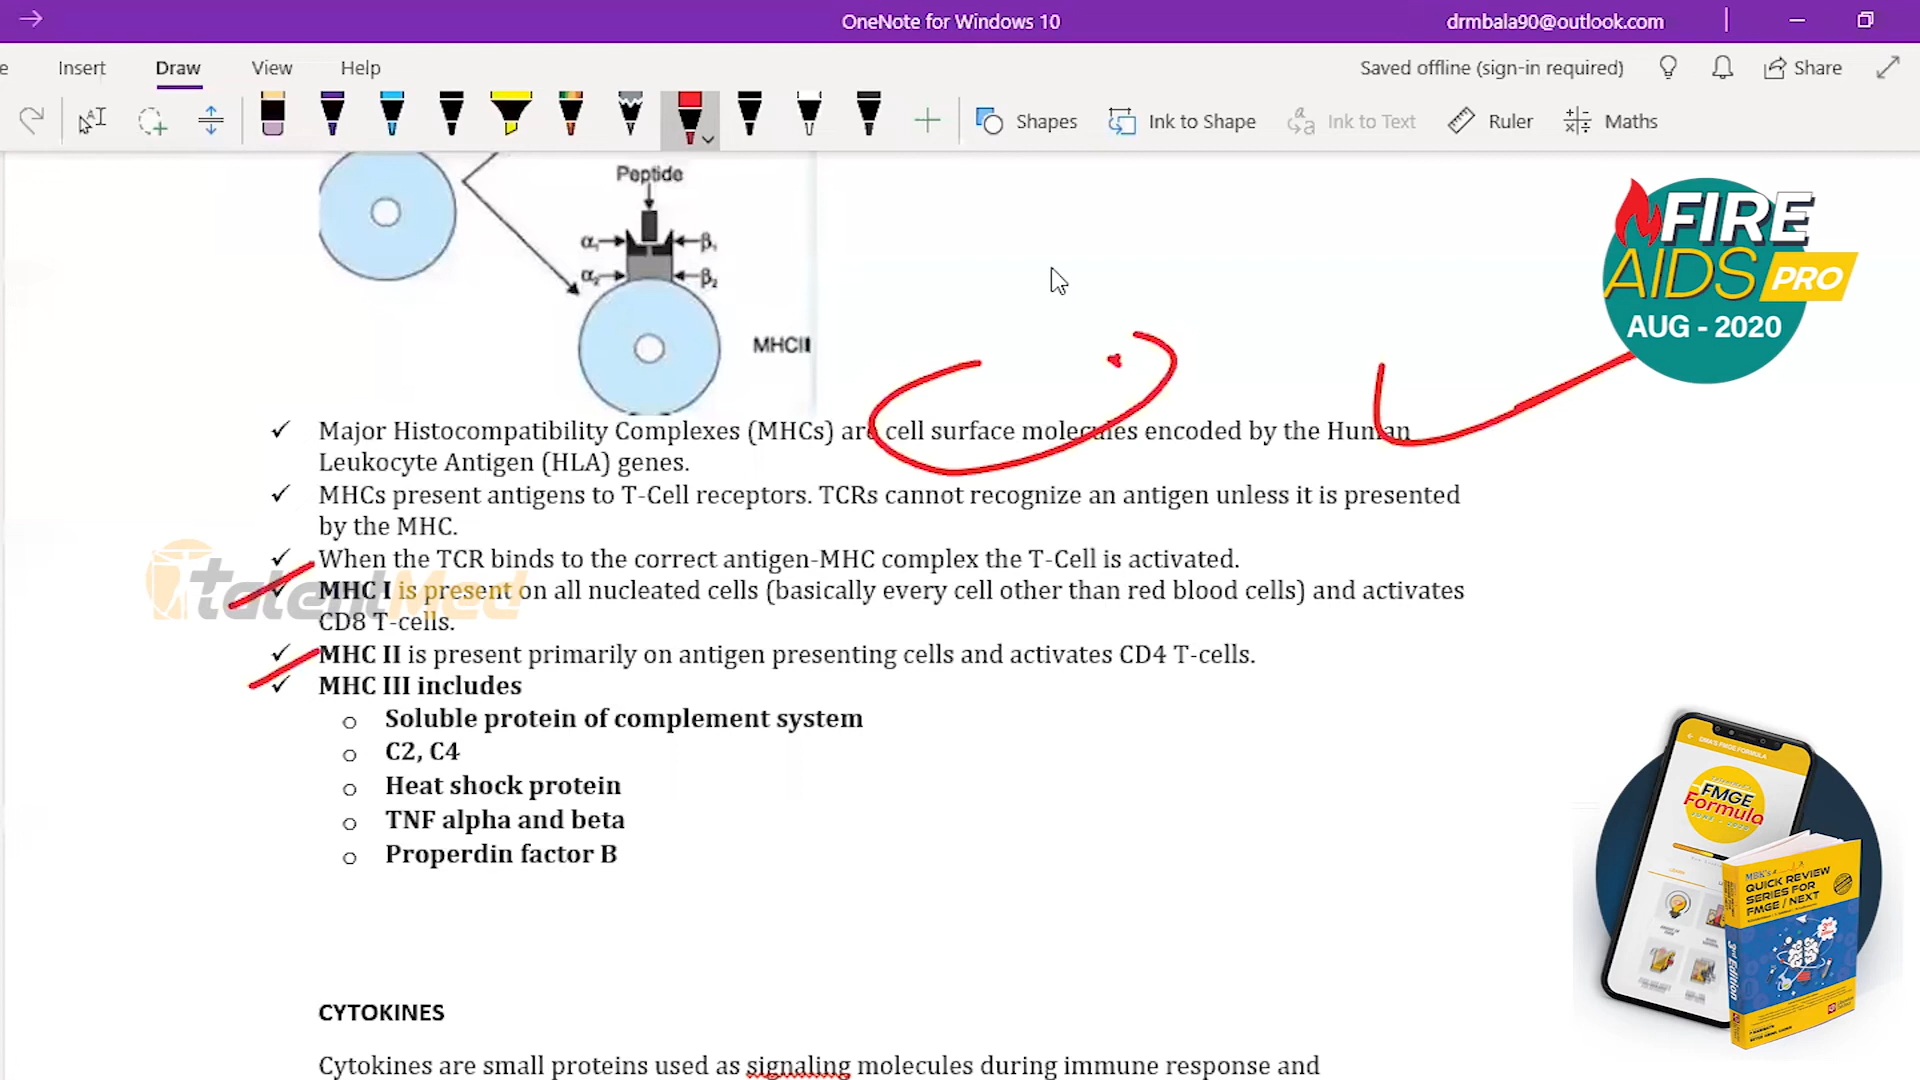 OneNote for Windows 10
drmbala90@outlook.com
Insert
Draw
View
Help
Saved offline (sign-in required)
Share
Shapes
Ink to Shape
Ink to Text
Ruler
Maths
Peptide
α₁
β₁
α₂
β₂
MHCII
FIRE
AIDS
PRO
AUG - 2020
✓ Major Histocompatibility Complexes (MHCs) are cell surface molecules encoded by the Human
Leukocyte Antigen (HLA) genes.
✓ MHCs present antigens to T-Cell receptors. TCRs cannot recognize an antigen unless it is presented
by the MHC.
✓ When the TCR binds to the correct antigen-MHC complex the T-Cell is activated.
✓ MHC I is present on all nucleated cells (basically every cell other than red blood cells) and activates
CD8 T-cells.
✓ MHC II is present primarily on antigen presenting cells and activates CD4 T-cells.
✓ MHC III includes
o Soluble protein of complement system
o C2, C4
o Heat shock protein
o TNF alpha and beta
o Properdin factor B
talentMed
FMGE
Formula
QUICK REVIEW
SERIES FOR
FMGE / NEXT
3rd Edition
CYTOKINES
Cytokines are small proteins used as signaling molecules during immune response and